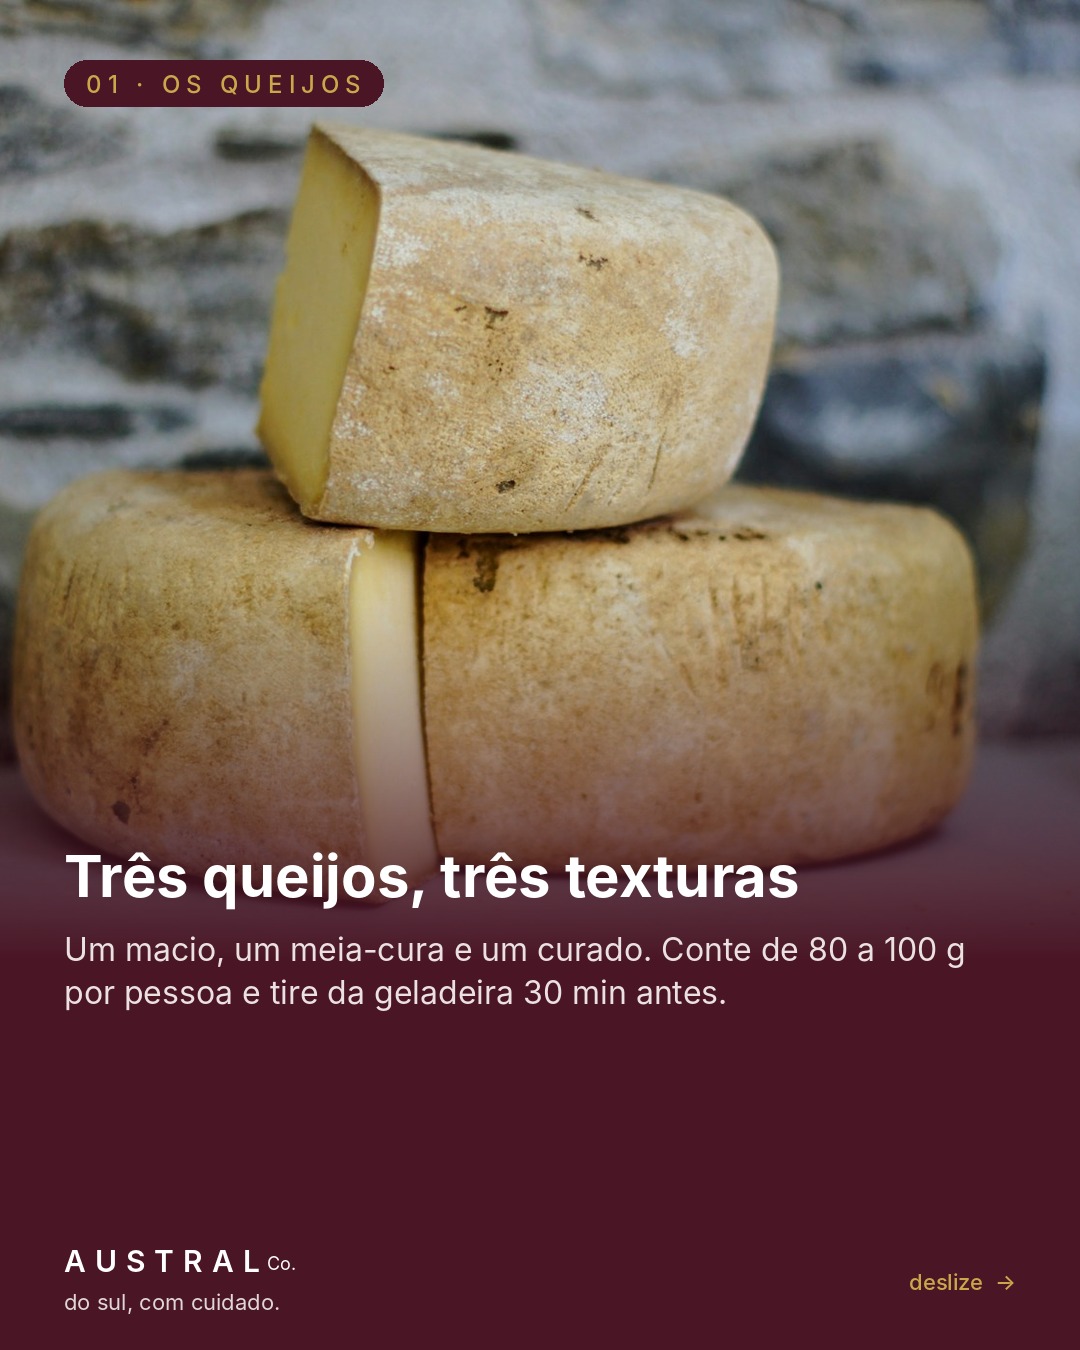 01 · OS QUEIJOS
Três queijos, três texturas
Um macio, um meia-cura e um curado. Conte de 80 a 100 g
por pessoa e tire da geladeira 30 min antes.
AUSTRAL Co.
do sul, com cuidado.
deslize →